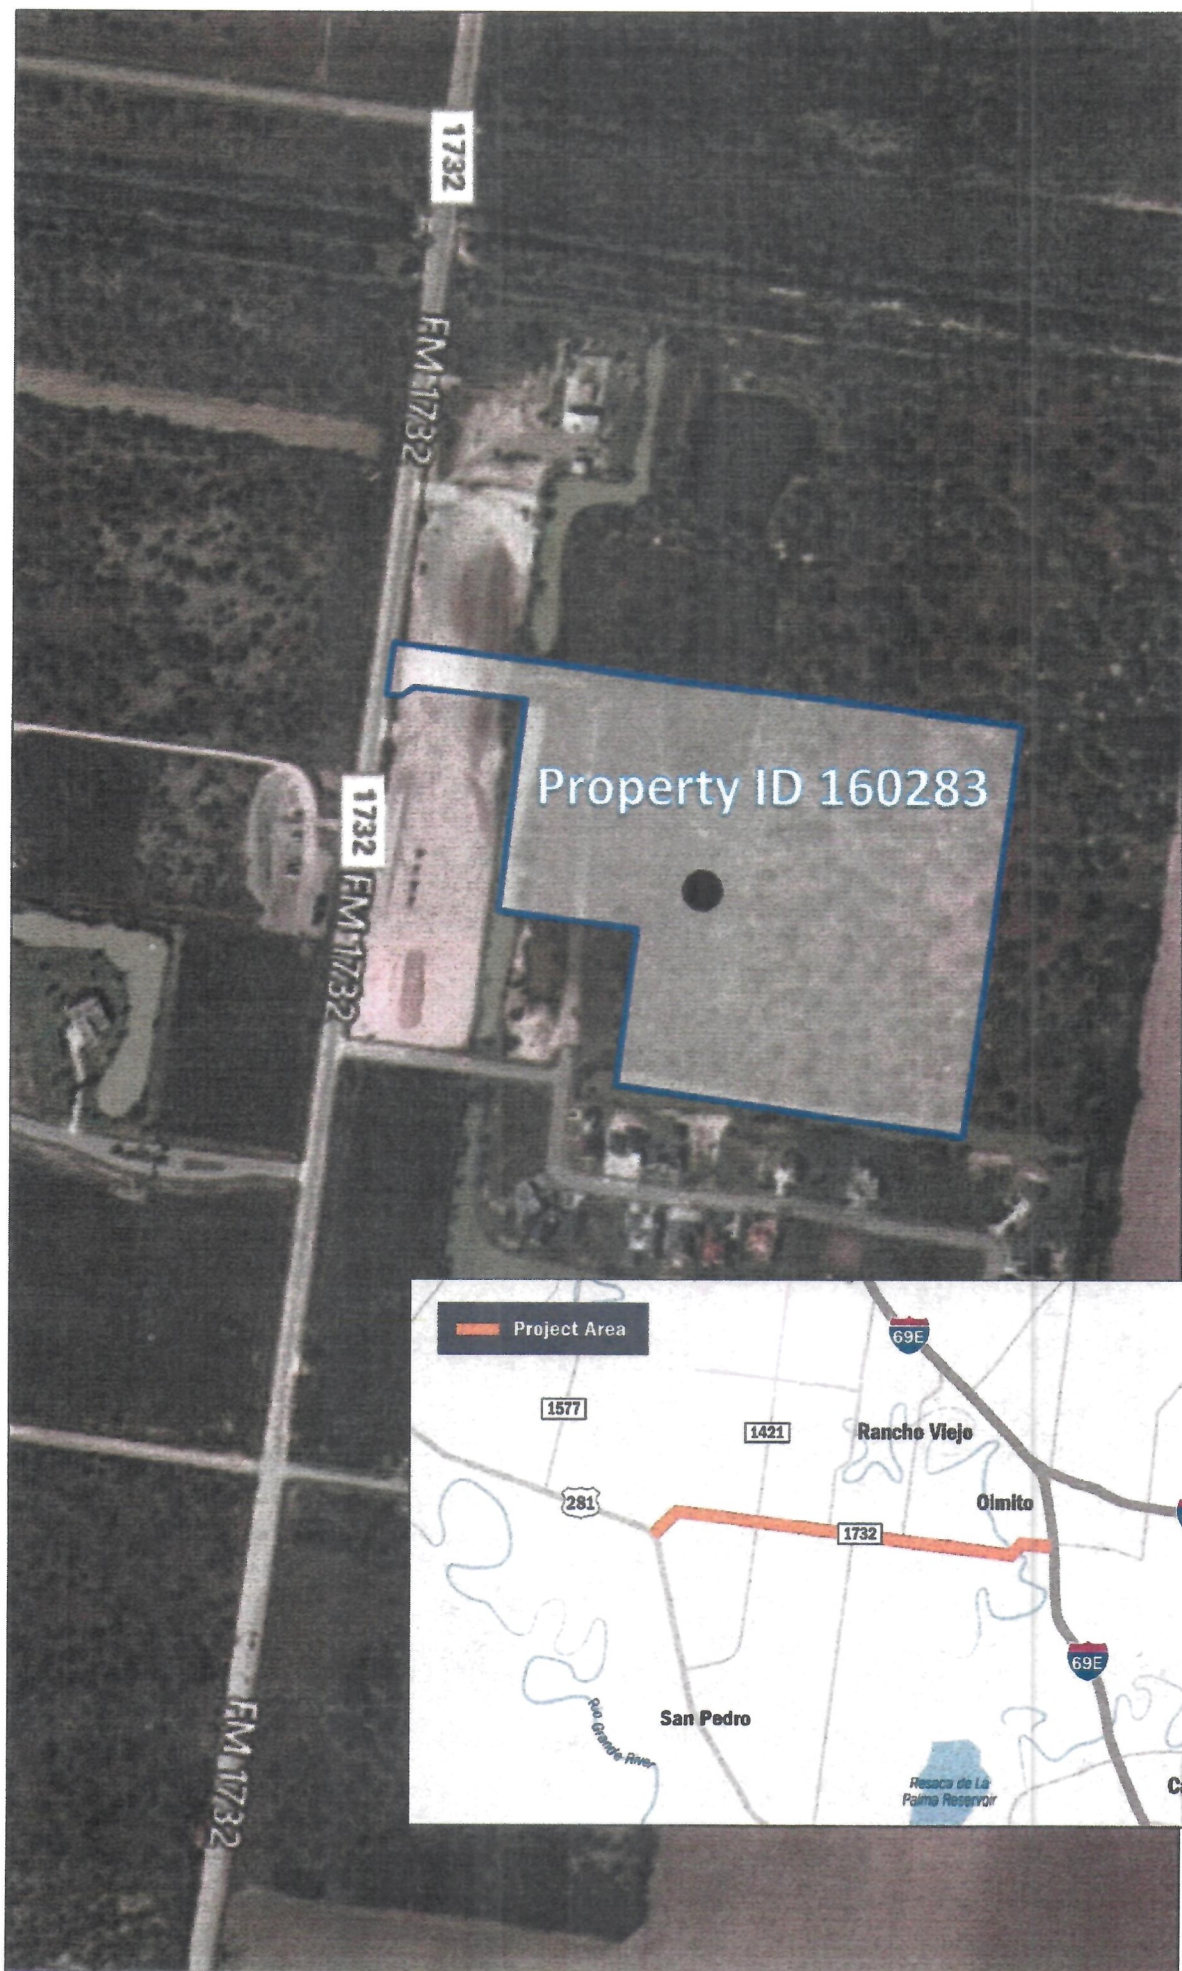 1732
FM 1732
Property ID 160283
1732
FM 1732
Project Area
69E
1577
1421
Rancho Viejo
281
Olmito
1732
69E
San Pedro
Rio Grande River
Resaca de La
Palma Reservoir
FM 1732